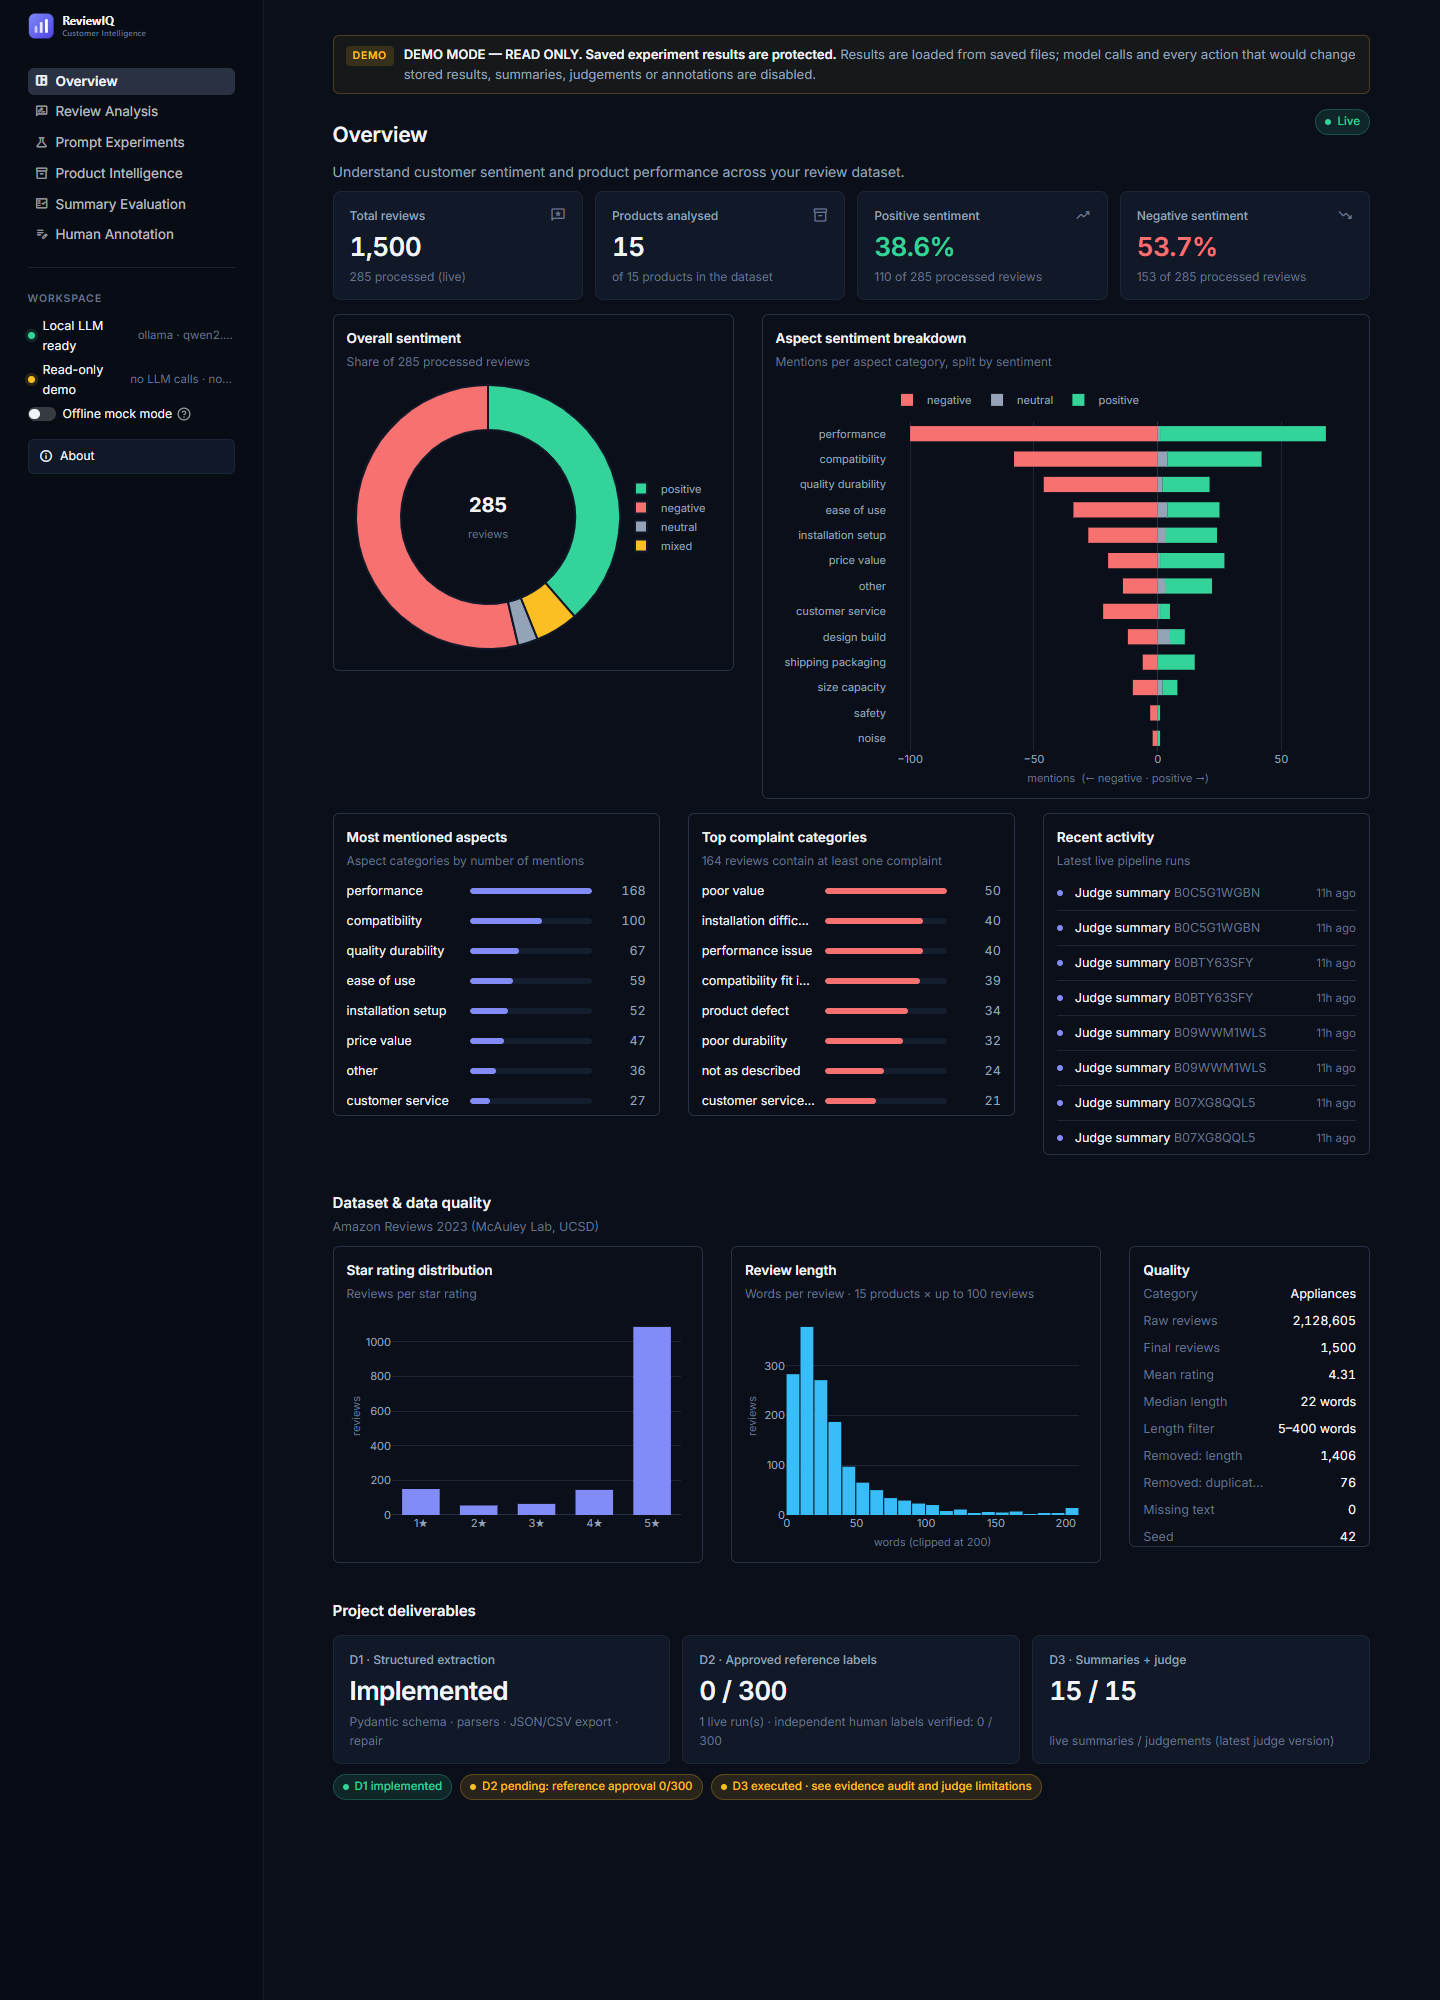 ReviewIQ
Customer Intelligence
Overview
Review Analysis
Prompt Experiments
Product Intelligence
Summary Evaluation
Human Annotation
WORKSPACE
Local LLM ready
ollama · qwen2....
Read-only demo
no LLM calls · no...
Offline mock mode
About
DEMO
DEMO MODE — READ ONLY. Saved experiment results are protected. Results are loaded from saved files; model calls and every action that would change
stored results, summaries, judgements or annotations are disabled.
Live
Overview
Understand customer sentiment and product performance across your review dataset.
Total reviews
1,500
285 processed (live)
Products analysed
15
of 15 products in the dataset
Positive sentiment
38.6%
110 of 285 processed reviews
Negative sentiment
53.7%
153 of 285 processed reviews
Overall sentiment
Share of 285 processed reviews
285
reviews
positive
negative
neutral
mixed
Aspect sentiment breakdown
Mentions per aspect category, split by sentiment
negative neutral positive
performance
compatibility
quality durability
ease of use
installation setup
price value
other
customer service
design build
shipping packaging
size capacity
safety
noise
−100 −50 0 50
mentions (← negative · positive →)
Most mentioned aspects
Aspect categories by number of mentions
performance 168
compatibility 100
quality durability 67
ease of use 59
installation setup 52
price value 47
other 36
customer service 27
Top complaint categories
164 reviews contain at least one complaint
poor value 50
installation diffic... 40
performance issue 40
compatibility fit i... 39
product defect 34
poor durability 32
not as described 24
customer service... 21
Recent activity
Latest live pipeline runs
Judge summary B0C5G1WGBN 11h ago
Judge summary B0C5G1WGBN 11h ago
Judge summary B0BTY63SFY 11h ago
Judge summary B0BTY63SFY 11h ago
Judge summary B09WWM1WLS 11h ago
Judge summary B09WWM1WLS 11h ago
Judge summary B07XG8QQL5 11h ago
Judge summary B07XG8QQL5 11h ago
Dataset & data quality
Amazon Reviews 2023 (McAuley Lab, UCSD)
Star rating distribution
Reviews per star rating
reviews
1000
800
600
400
200
0
1★ 2★ 3★ 4★ 5★
Review length
Words per review · 15 products × up to 100 reviews
reviews
300
200
100
0
0 50 100 150 200
words (clipped at 200)
Quality
Category Appliances
Raw reviews 2,128,605
Final reviews 1,500
Mean rating 4.31
Median length 22 words
Length filter 5–400 words
Removed: length 1,406
Removed: duplicat... 76
Missing text 0
Seed 42
Project deliverables
D1 · Structured extraction
Implemented
Pydantic schema · parsers · JSON/CSV export ·
repair
D2 · Approved reference labels
0 / 300
1 live run(s) · independent human labels verified: 0 /
300
D3 · Summaries + judge
15 / 15
live summaries / judgements (latest judge version)
D1 implemented
D2 pending: reference approval 0/300
D3 executed · see evidence audit and judge limitations